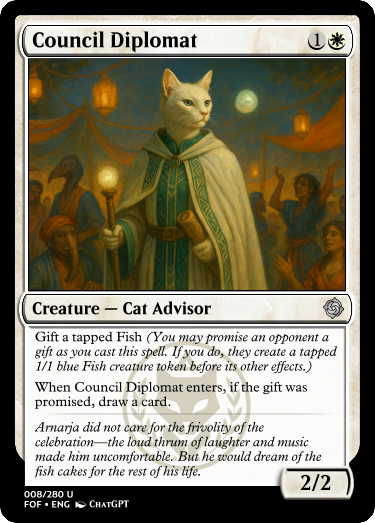 Council Diplomat 1
Creature — Cat Advisor
Gift a tapped Fish (You may promise an opponent a
gift as you cast this spell. If you do, they create a tapped
1/1 blue Fish creature token before its other effects.)
When Council Diplomat enters, if the gift was
promised, draw a card.
Arnarja did not care for the frivolity of the
celebration—the loud thrum of laughter and music
made him uncomfortable. But he would dream of the
fish cakes for the rest of his life.
2/2
008/280 U
FOF • ENG ChatGPT